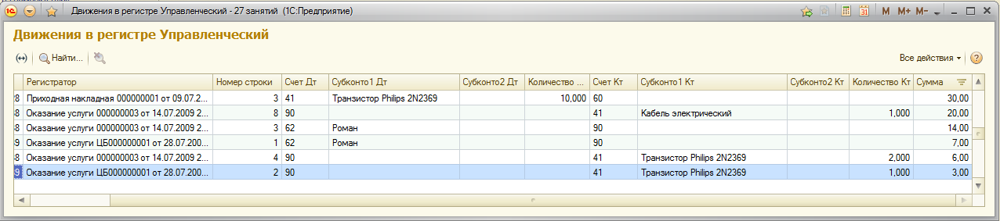 Движения в регистре Управленческий - 27 занятий (1С:Предприятие)
M M+ M-
Движения в регистре Управленческий
Найти... Все действия
Регистратор Номер строки Счет Дт Субконто1 Дт Субконто2 Дт Количество ... Счет Кт Субконто1 Кт Субконто2 Кт Количество Кт Сумма
28 Приходная накладная 000000001 от 09.07.2... 3 41 Транзистор Philips 2N2369 10,000 60 30,00
38 Оказание услуги 000000003 от 14.07.2009 2... 8 90 41 Кабель электрический 1,000 20,00
38 Оказание услуги 000000003 от 14.07.2009 2... 3 62 Роман 90 14,00
39 Оказание услуги ЦБ000000001 от 28.07.200... 1 62 Роман 90 7,00
38 Оказание услуги 000000003 от 14.07.2009 2... 4 90 41 Транзистор Philips 2N2369 2,000 6,00
9 Оказание услуги ЦБ000000001 от 28.07.200... 2 90 41 Транзистор Philips 2N2369 1,000 3,00